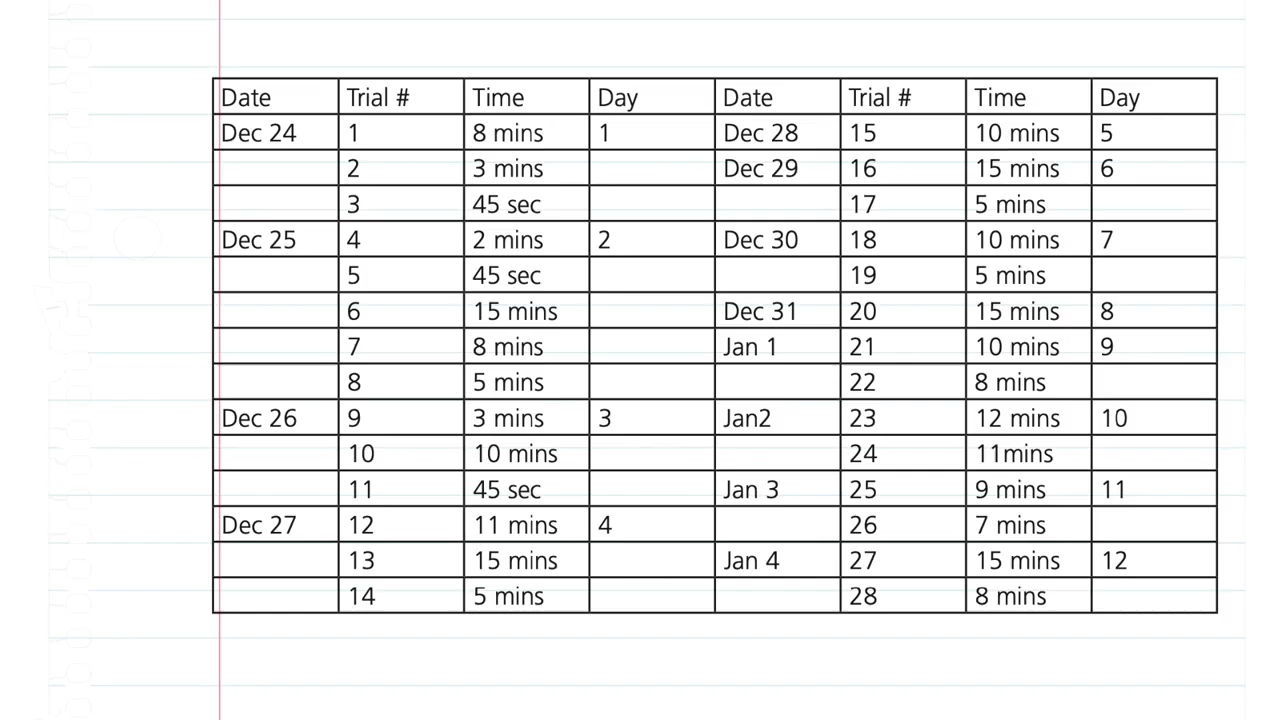 Date Trial # Time Day Date Trial # Time Day
Dec 24 1 8 mins 1 Dec 28 15 10 mins 5
2 3 mins Dec 29 16 15 mins 6
3 45 sec 17 5 mins
Dec 25 4 2 mins 2 Dec 30 18 10 mins 7
5 45 sec 19 5 mins
6 15 mins Dec 31 20 15 mins 8
7 8 mins Jan 1 21 10 mins 9
8 5 mins 22 8 mins
Dec 26 9 3 mins 3 Jan2 23 12 mins 10
10 10 mins 24 11mins
11 45 sec Jan 3 25 9 mins 11
Dec 27 12 11 mins 4 26 7 mins
13 15 mins Jan 4 27 15 mins 12
14 5 mins 28 8 mins